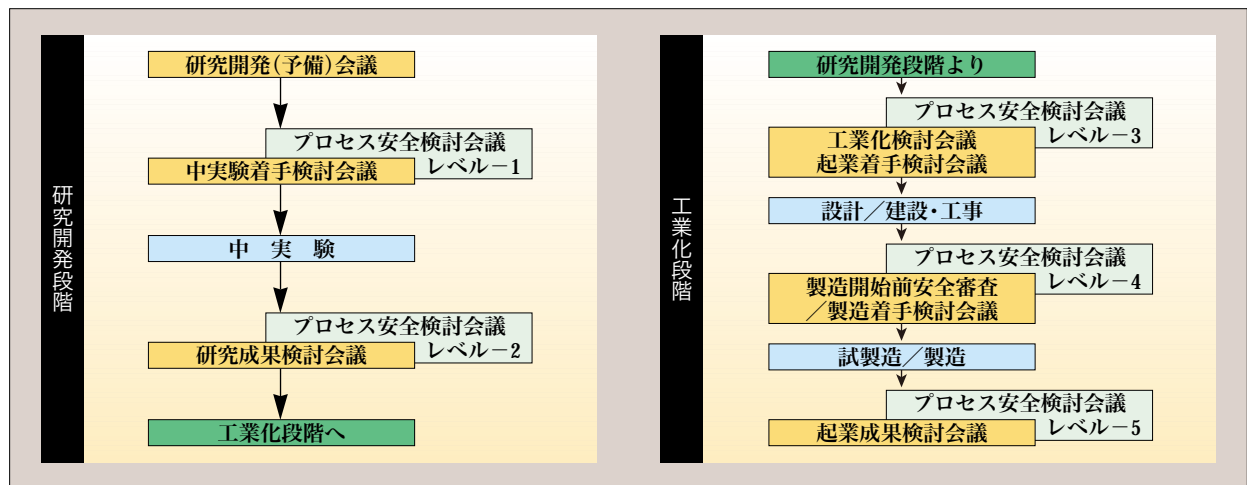 研究開発段階
研究開発（予備）会議
プロセス安全検討会議
レベル－1
中実験着手検討会議
中　実　験
プロセス安全検討会議
レベル－2
研究成果検討会議
工業化段階へ
工業化段階
研究開発段階より
プロセス安全検討会議
レベル－3
工業化検討会議
起業着手検討会議
設計／建設・工事
プロセス安全検討会議
レベル－4
製造開始前安全審査
／製造着手検討会議
試製造／製造
プロセス安全検討会議
レベル－5
起業成果検討会議